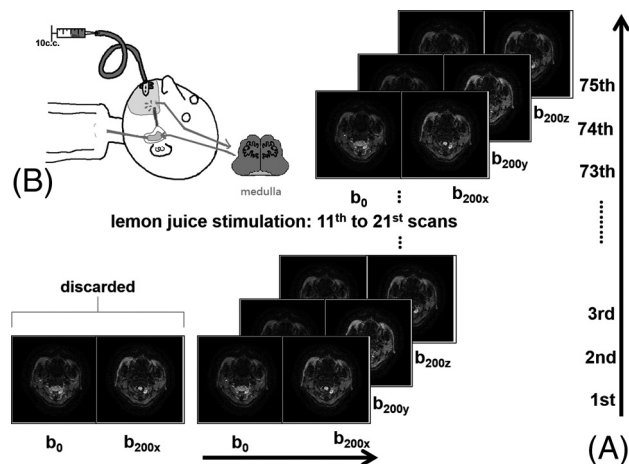 10c.c.
(B)
medulla
b200z
b200y
b0
b200x
75th
74th
73th
lemon juice stimulation: 11th to 21st scans
discarded
b0
b200x
b0
b200x
b200y
b200z
3rd
2nd
1st
(A)